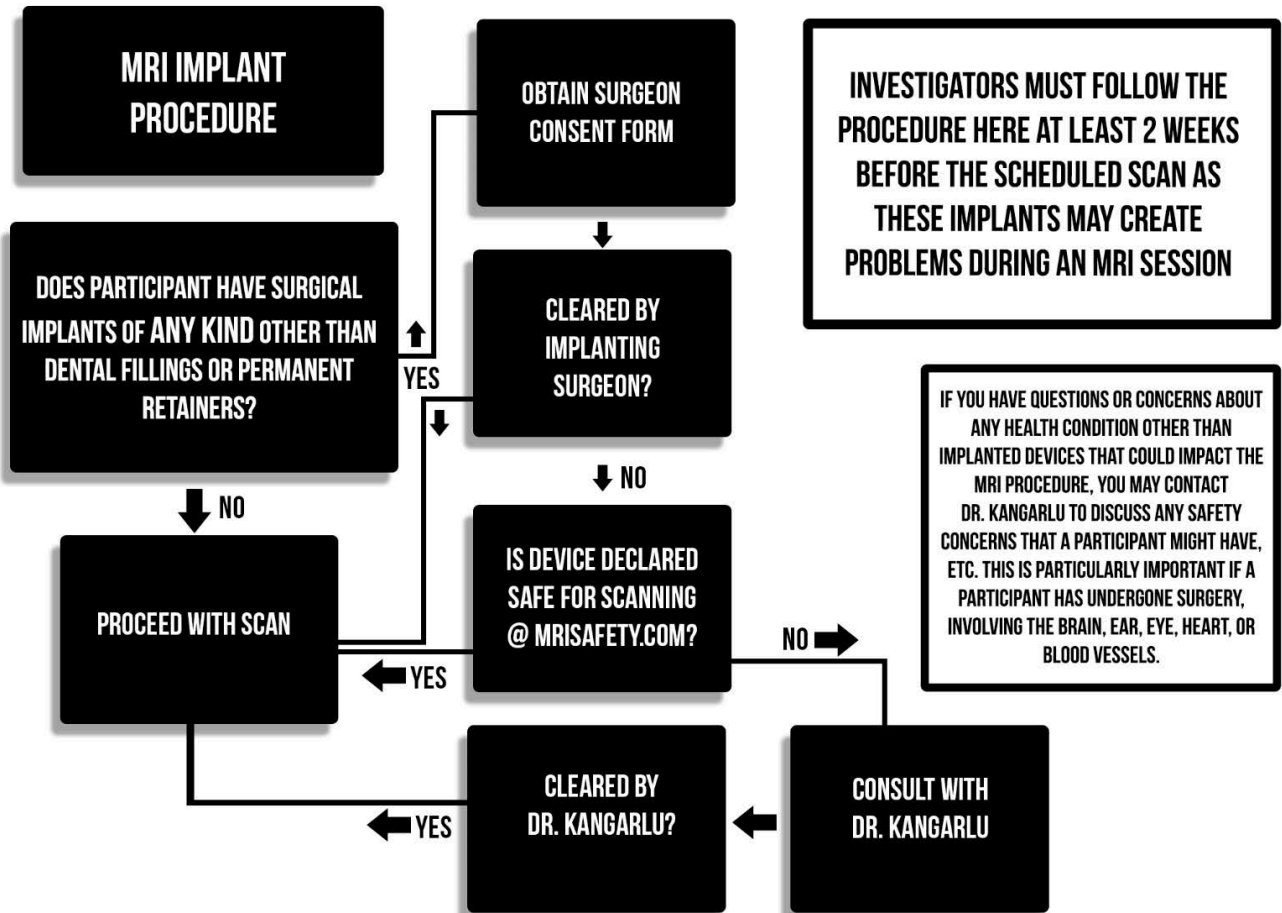 MRI IMPLANT
PROCEDURE
OBTAIN SURGEON
CONSENT FORM
INVESTIGATORS MUST FOLLOW THE
PROCEDURE HERE AT LEAST 2 WEEKS
BEFORE THE SCHEDULED SCAN AS
THESE IMPLANTS MAY CREATE
PROBLEMS DURING AN MRI SESSION
DOES PARTICIPANT HAVE SURGICAL
IMPLANTS OF ANY KIND OTHER THAN
DENTAL FILLINGS OR PERMANENT
RETAINERS?
YES
CLEARED BY
IMPLANTING
SURGEON?
IF YOU HAVE QUESTIONS OR CONCERNS ABOUT
ANY HEALTH CONDITION OTHER THAN
IMPLANTED DEVICES THAT COULD IMPACT THE
MRI PROCEDURE, YOU MAY CONTACT
DR. KANGARLU TO DISCUSS ANY SAFETY
CONCERNS THAT A PARTICIPANT MIGHT HAVE,
ETC. THIS IS PARTICULARLY IMPORTANT IF A
PARTICIPANT HAS UNDERGONE SURGERY,
INVOLVING THE BRAIN, EAR, EYE, HEART, OR
BLOOD VESSELS.
NO
NO
PROCEED WITH SCAN
IS DEVICE DECLARED
SAFE FOR SCANNING
@ MRISAFETY.COM?
NO
YES
CLEARED BY
DR. KANGARLU?
CONSULT WITH
DR. KANGARLU
YES